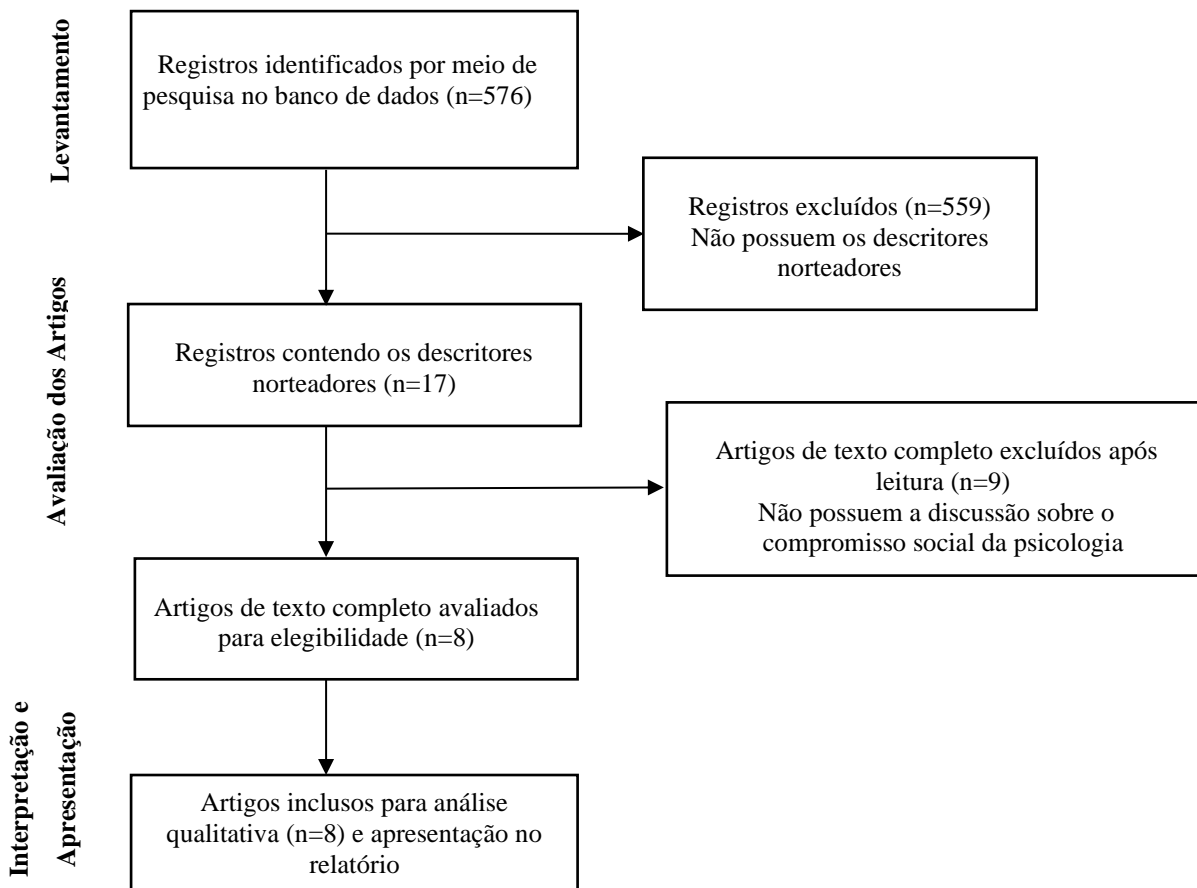 Levantamento
Registros identificados por meio de
pesquisa no banco de dados (n=576)
Registros excluídos (n=559)
Não possuem os descritores
norteadores
Avaliação dos Artigos
Registros contendo os descritores
norteadores (n=17)
Artigos de texto completo excluídos após
leitura (n=9)
Não possuem a discussão sobre o
compromisso social da psicologia
Artigos de texto completo avaliados
para elegibilidade (n=8)
Interpretação e
Apresentação
Artigos inclusos para análise
qualitativa (n=8) e apresentação no
relatório